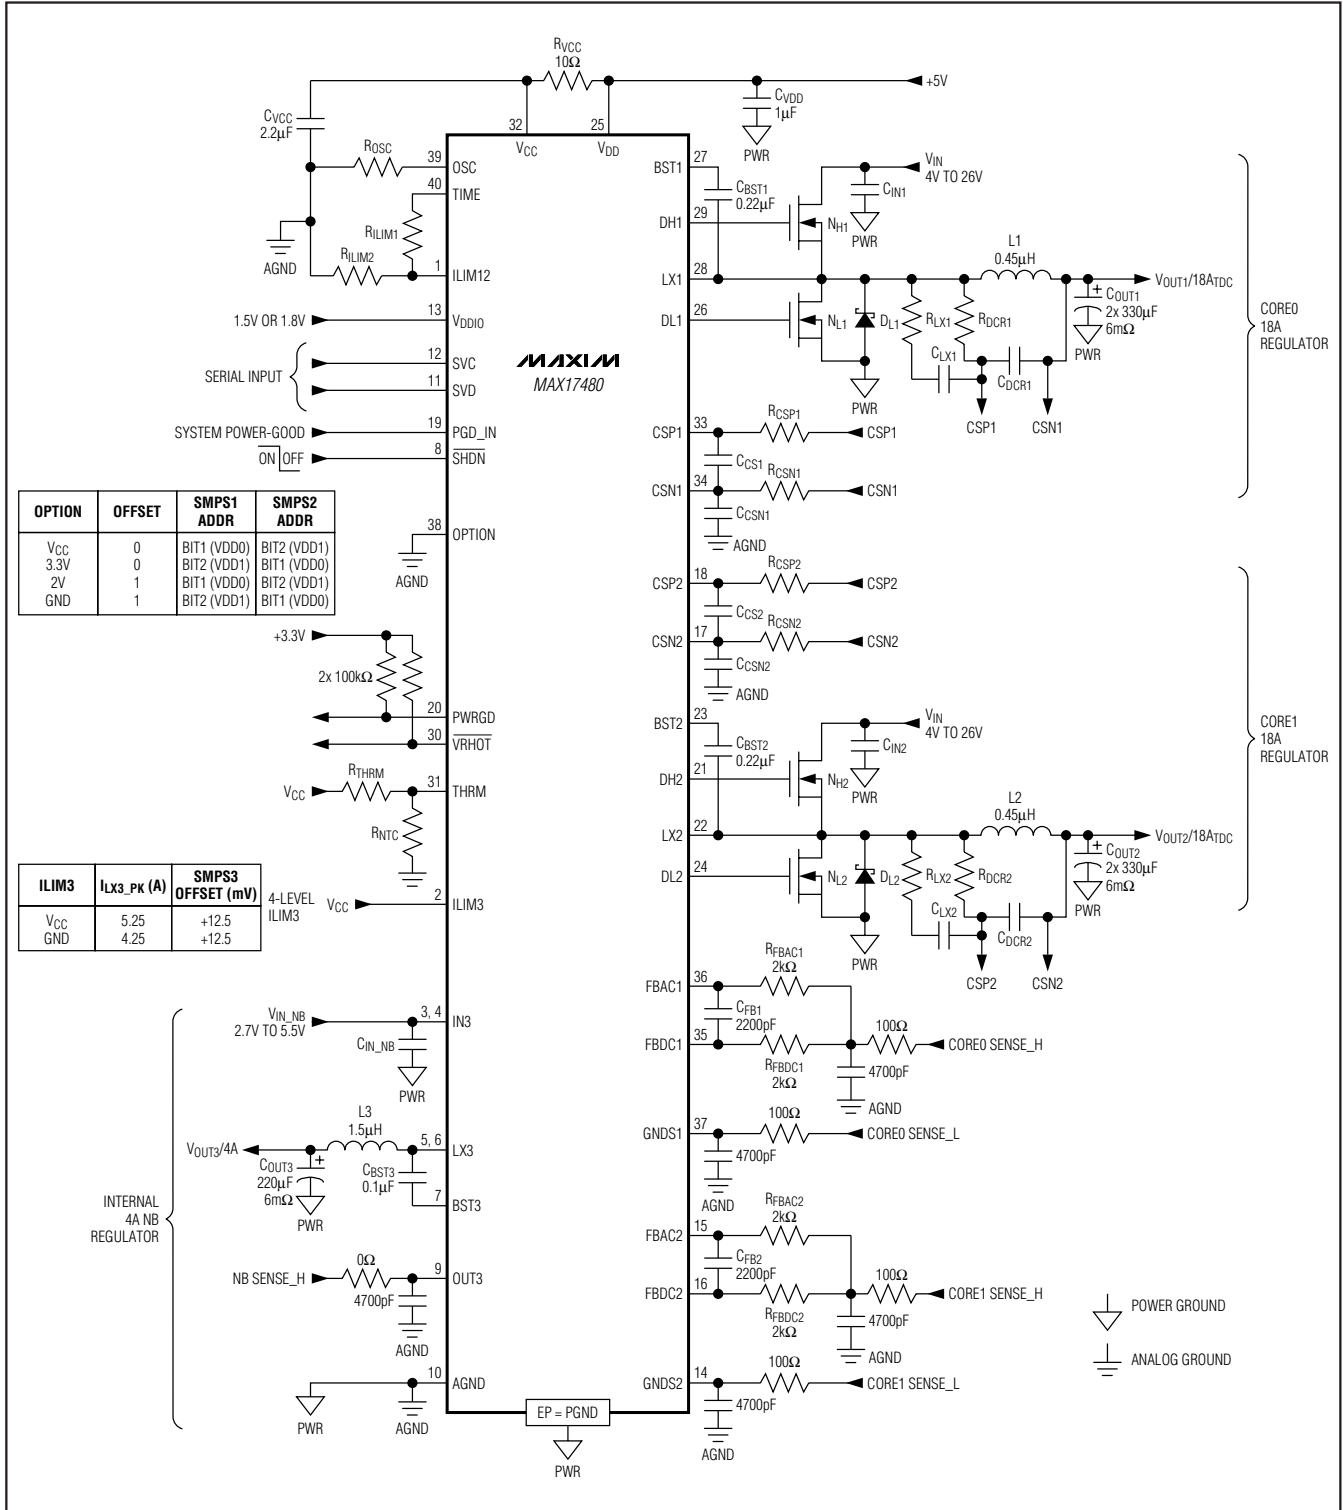 RVCC
10Ω
+5V
CVCC
2.2µF
CVDD
1µF
PWR
32
25
VCC
VDD
ROSC
39
OSC
40
TIME
RILIM1
AGND
RILIM2
1
ILIM12
1.5V OR 1.8V
13
VDDIO
SERIAL INPUT
12
SVC
11
SVD
SYSTEM POWER-GOOD
19
PGD_IN
ON OFF
8
SHDN
MAXIM
MAX17480
OPTION OFFSET SMPS1 ADDR SMPS2 ADDR
VCC 0 BIT1 (VDD0) BIT2 (VDD1)
3.3V 0 BIT2 (VDD1) BIT1 (VDD0)
2V 1 BIT1 (VDD0) BIT2 (VDD1)
GND 1 BIT2 (VDD1) BIT1 (VDD0)
38
OPTION
AGND
+3.3V
2x 100kΩ
20
PWRGD
30
VRHOT
RTHRM
VCC
31
THRM
RNTC
ILIM3 ILX3_PK (A) SMPS3 OFFSET (mV)
VCC 5.25 +12.5
GND 4.25 +12.5
4-LEVEL
ILIM3
VCC
2
ILIM3
VIN_NB
2.7V TO 5.5V
3, 4
IN3
CIN_NB
PWR
L3
1.5µH
VOUT3/4A
5, 6
LX3
COUT3
220µF
6mΩ
+
PWR
CBST3
0.1µF
7
BST3
INTERNAL
4A NB
REGULATOR
NB SENSE_H
0Ω
9
OUT3
4700pF
AGND
10
AGND
PWR
AGND
EP = PGND
PWR
27
BST1
CBST1
0.22µF
VIN
4V TO 26V
CIN1
PWR
29
DH1
NH1
28
LX1
L1
0.45µH
VOUT1/18ATDC
+
COUT1
2x 330µF
6mΩ
PWR
26
DL1
NL1
DL1
RLX1
RDCR1
CLX1
CDCR1
PWR
CSP1
CSN1
CORE0
18A
REGULATOR
33
CSP1
RCSP1
CSP1
CCS1
34
CSN1
RCSN1
CSN1
CCSN1
AGND
18
CSP2
RCSP2
CSP2
CCS2
17
CSN2
RCSN2
CSN2
CCSN2
AGND
23
BST2
CBST2
0.22µF
VIN
4V TO 26V
CIN2
PWR
21
DH2
NH2
22
LX2
L2
0.45µH
VOUT2/18ATDC
+
COUT2
2x 330µF
6mΩ
PWR
24
DL2
NL2
DL2
RLX2
RDCR2
CLX2
CDCR2
PWR
CSP2
CSN2
CORE1
18A
REGULATOR
36
FBAC1
RFBAC1
2kΩ
CFB1
2200pF
35
FBDC1
RFBDC1
2kΩ
100Ω
CORE0 SENSE_H
4700pF
AGND
37
GNDS1
100Ω
CORE0 SENSE_L
4700pF
AGND
15
FBAC2
RFBAC2
2kΩ
CFB2
2200pF
16
FBDC2
RFBDC2
2kΩ
100Ω
CORE1 SENSE_H
4700pF
AGND
14
GNDS2
100Ω
CORE1 SENSE_L
4700pF
AGND
POWER GROUND
ANALOG GROUND